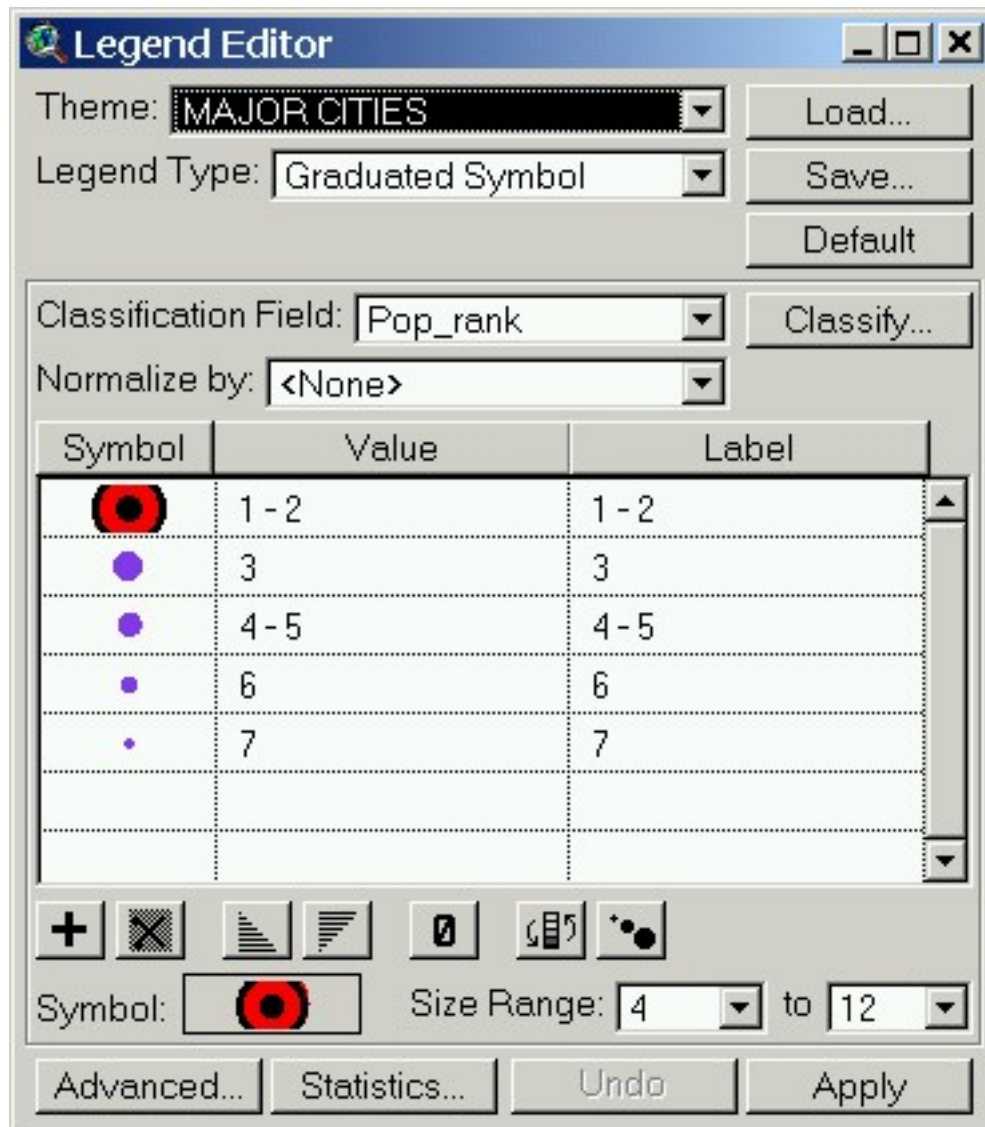 Legend Editor
Theme: MAJOR CITIES Load...
Legend Type: Graduated Symbol Save...
Default
Classification Field: Pop_rank Classify...
Normalize by: <None>
Symbol Value Label
1 - 2 1 - 2
3 3
4 - 5 4 - 5
6 6
7 7
0
Symbol: Size Range: 4 to 12
Advanced... Statistics... Undo Apply